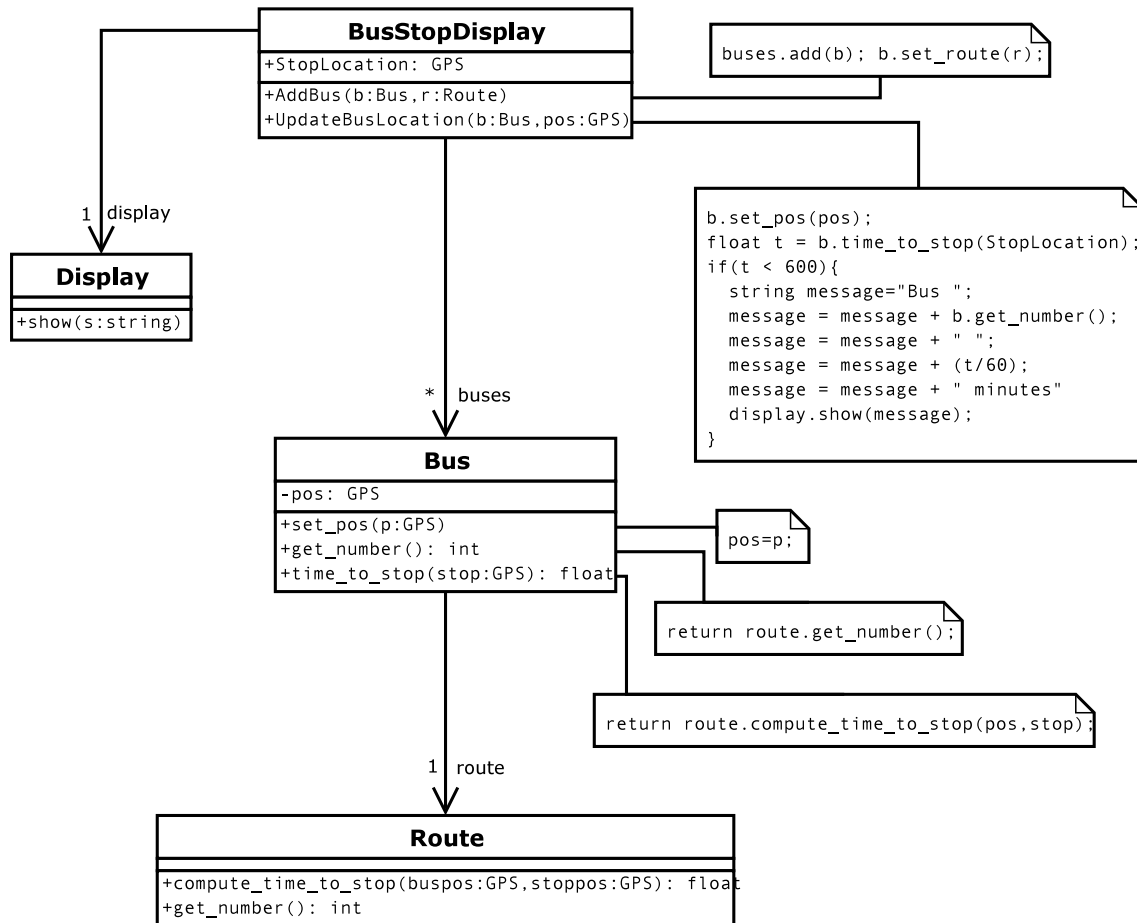 BusStopDisplay
+StopLocation: GPS
+AddBus(b:Bus,r:Route)
+UpdateBusLocation(b:Bus,pos:GPS)
buses.add(b); b.set_route(r);
b.set_pos(pos);
float t = b.time_to_stop(StopLocation);
if(t < 600){
  string message="Bus ";
  message = message + b.get_number();
  message = message + " ";
  message = message + (t/60);
  message = message + " minutes"
  display.show(message);
}
1 display
Display
+show(s:string)
* buses
Bus
-pos: GPS
+set_pos(p:GPS)
+get_number(): int
+time_to_stop(stop:GPS): float
pos=p;
return route.get_number();
return route.compute_time_to_stop(pos,stop);
1 route
Route
+compute_time_to_stop(buspos:GPS,stoppos:GPS): float
+get_number(): int